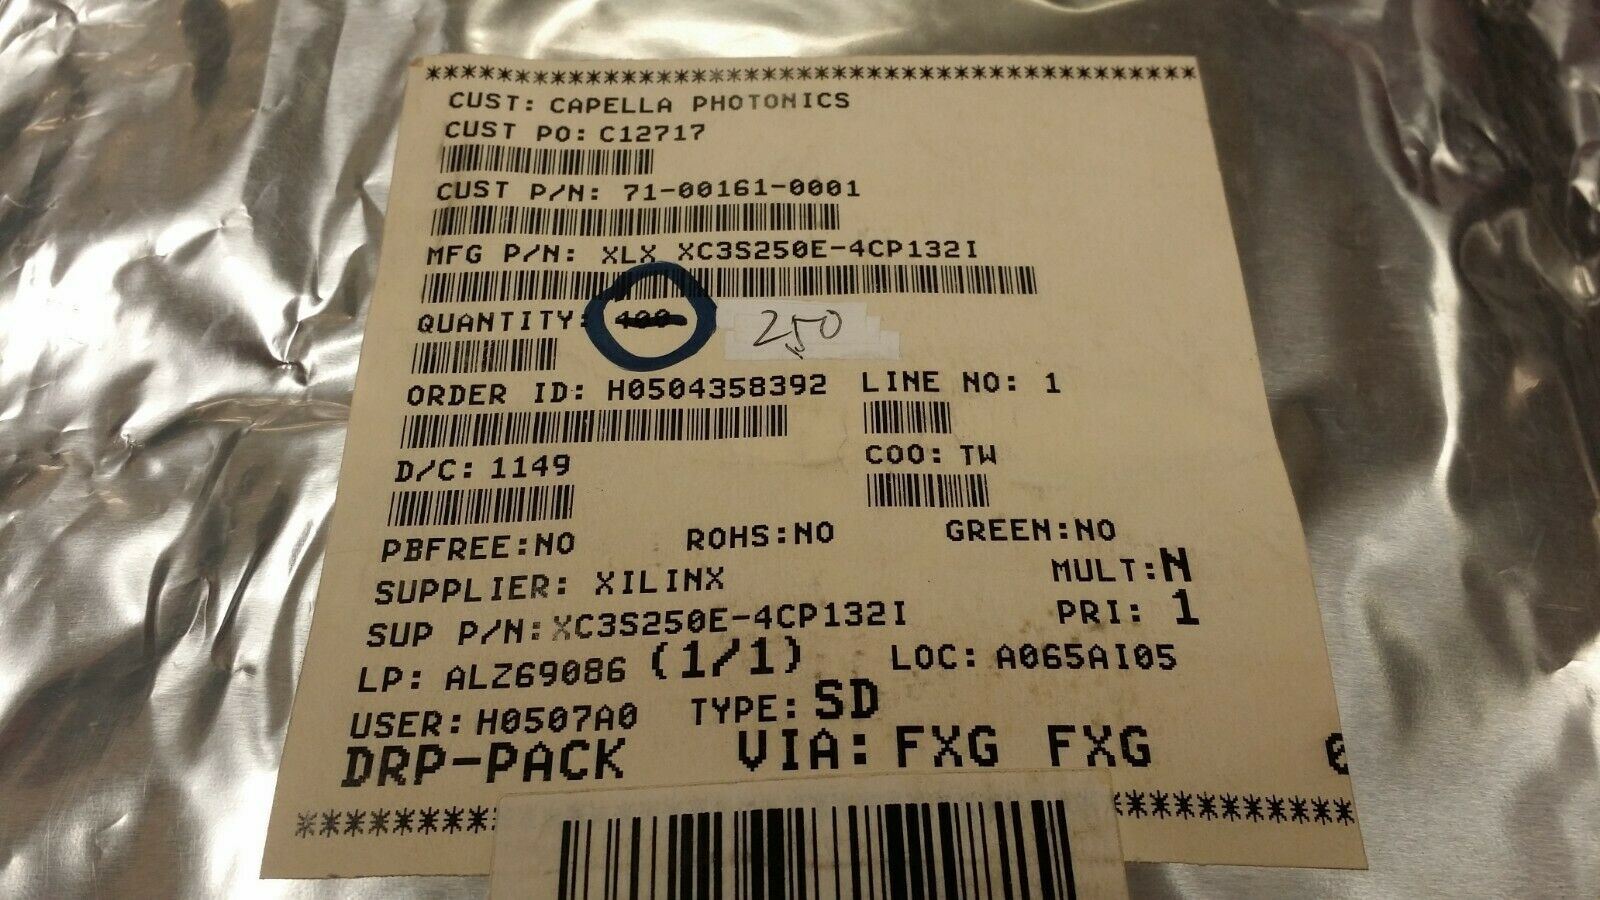 ************************************************
CUST: CAPELLA PHOTONICS
CUST PO: C12717
CUST P/N: 71-00161-0001
MFG P/N: XLX XC3S250E-4CP132I
QUANTITY: 400 250
ORDER ID: H0504358392 LINE NO: 1
D/C: 1149 COO: TW
PBFREE:NO ROHS:NO GREEN:NO
SUPPLIER: XILINX MULT:N
SUP P/N:XC3S250E-4CP132I PRI: 1
LP: ALZ69086 (1/1) LOC: A065AI05
USER: H0507A0 TYPE: SD
DRP-PACK VIA: FXG FXG